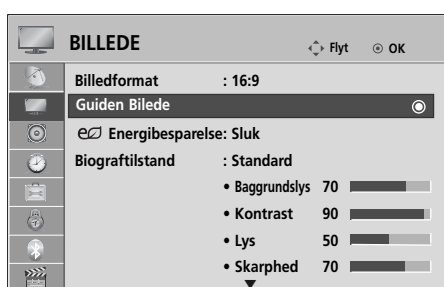 BILLEDE Flyt OK
Billedformat : 16:9
Guiden Bilede
Energibesparelse: Sluk
Biograftilstand : Standard
• Baggrundslys 70
• Kontrast 90
• Lys 50
• Skarphed 70